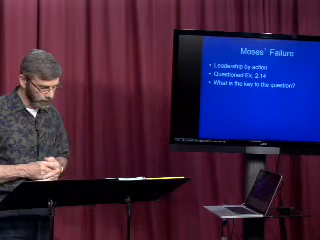 Moses' Failure
• Leadership by action
• Questioned Ex. 2:14
• What is the key to the question?